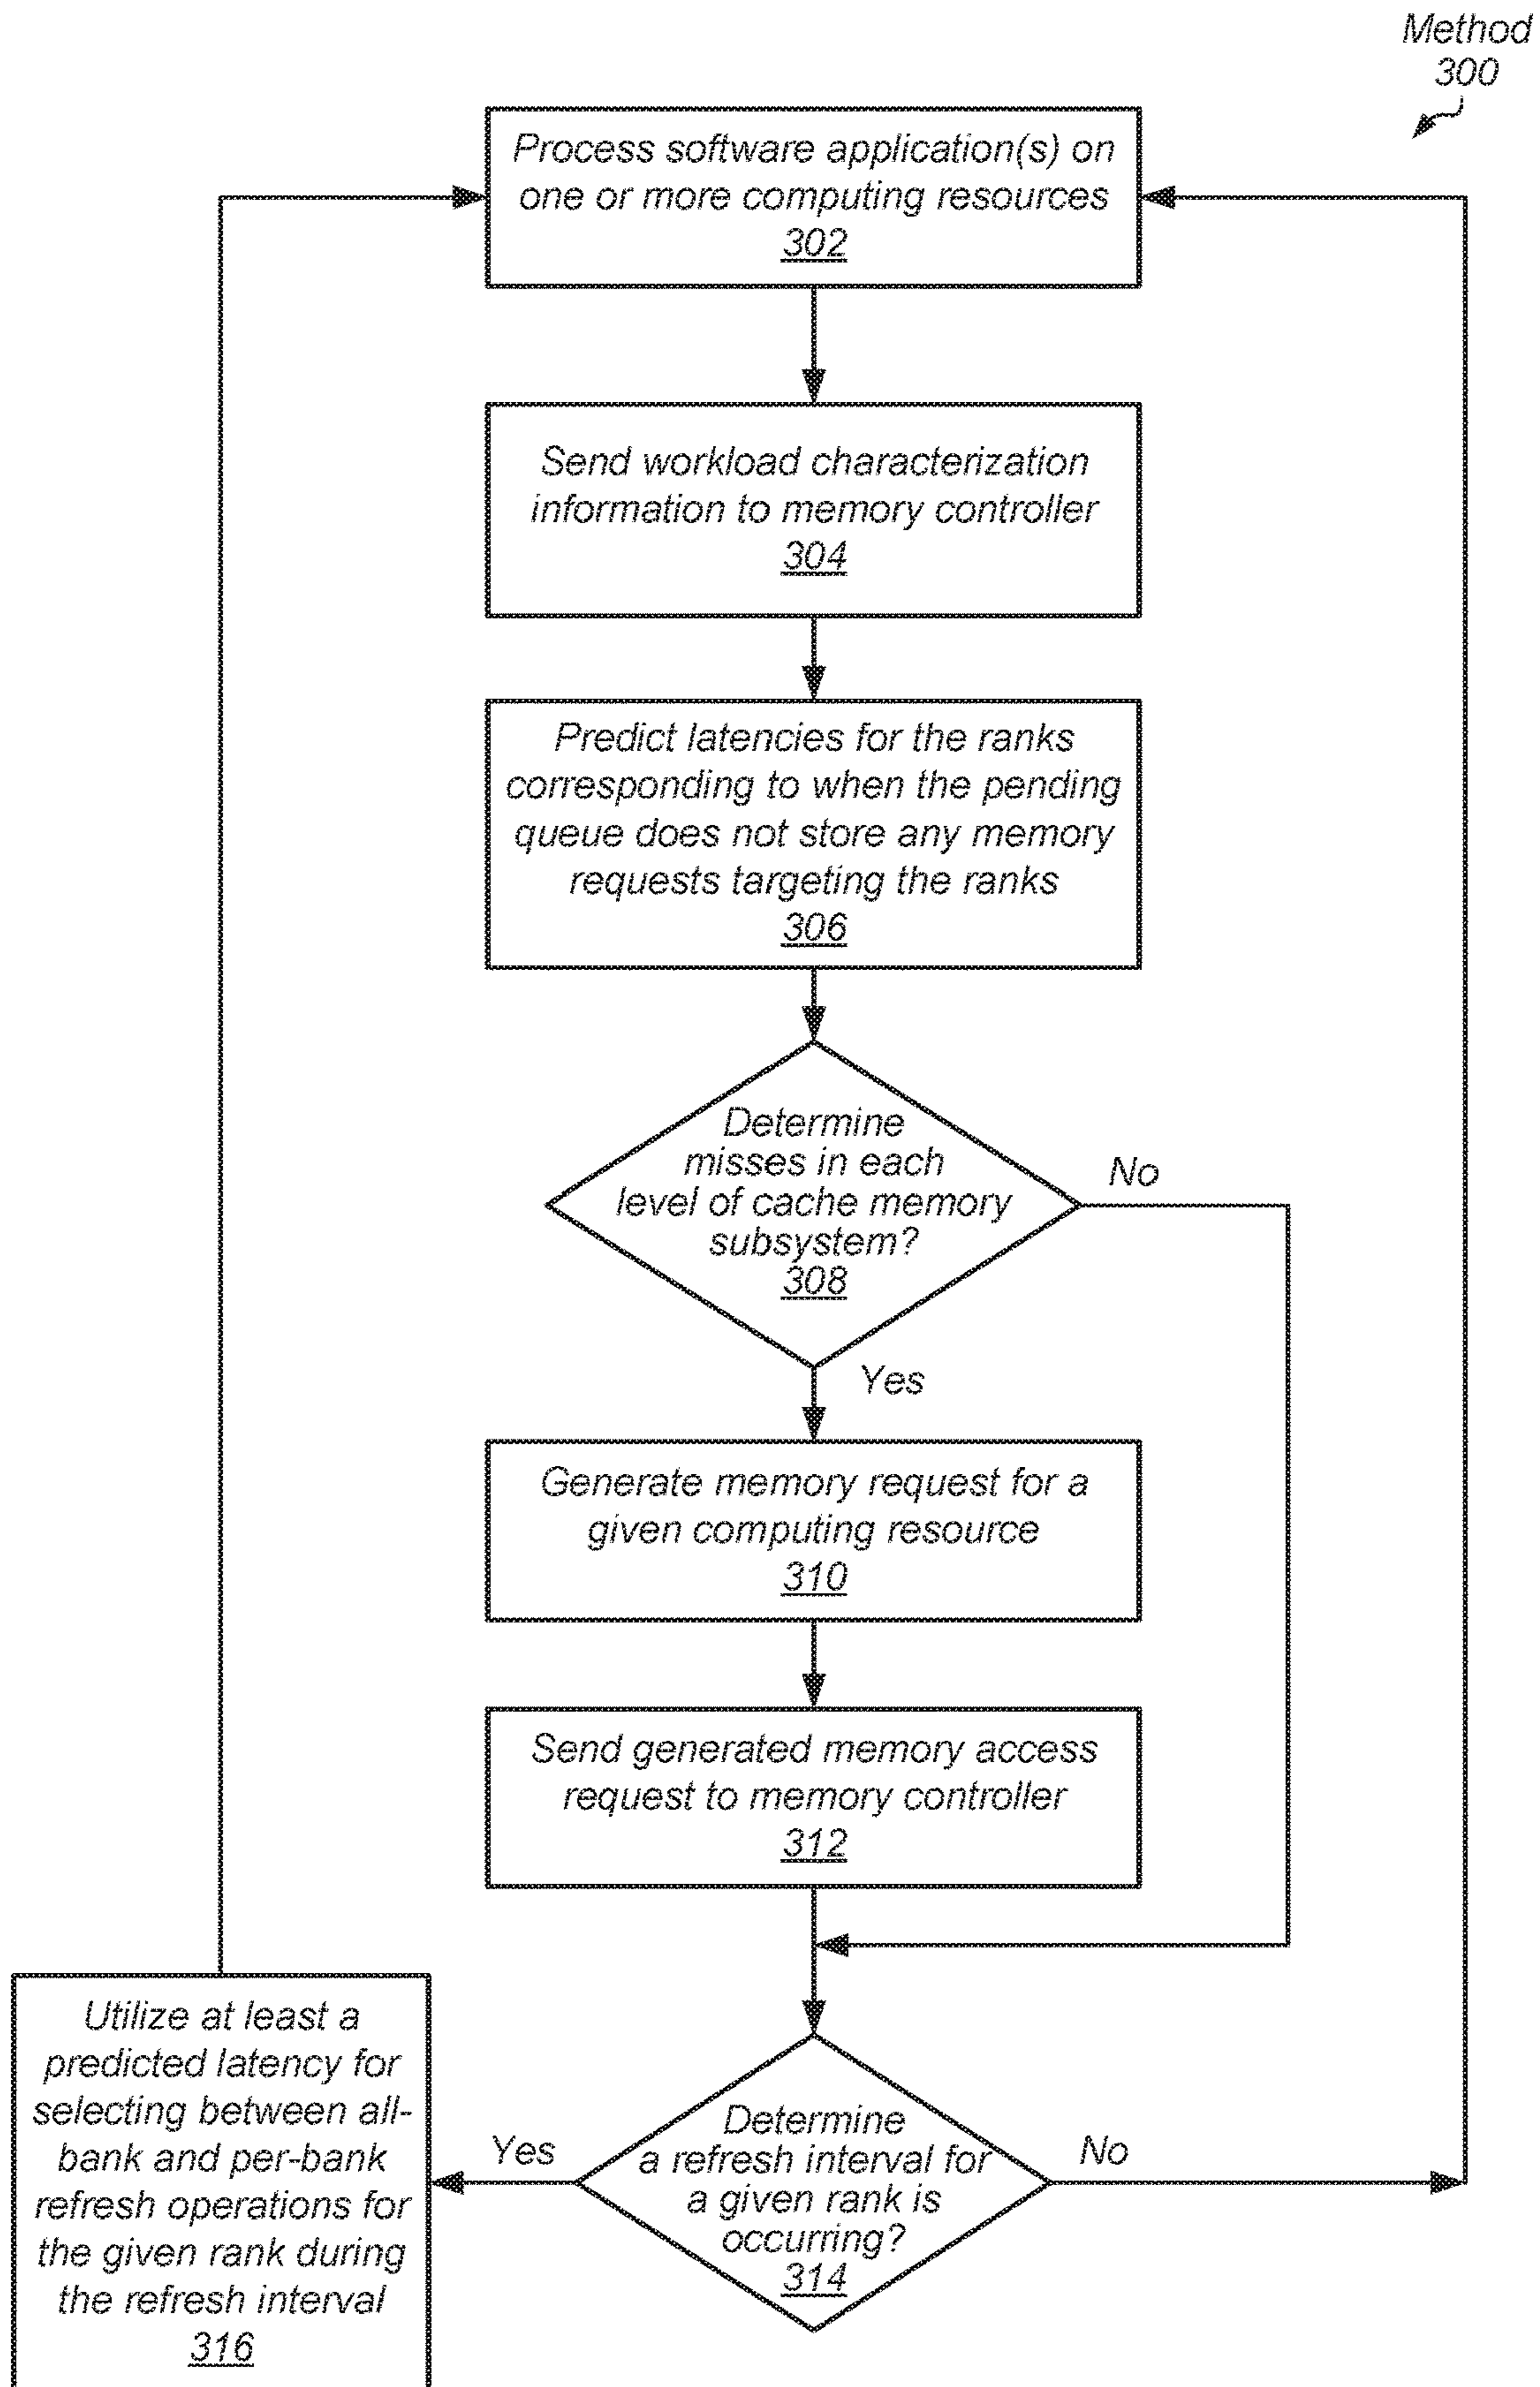 Method
300
Process software application(s) on
one or more computing resources
302
Send workload characterization
information to memory controller
304
Predict latencies for the ranks
corresponding to when the pending
queue does not store any memory
requests targeting the ranks
306
Determine
misses in each
level of cache memory
subsystem?
308
No
Yes
Generate memory request for a
given computing resource
310
Send generated memory access
request to memory controller
312
Utilize at least a
predicted latency for
selecting between all-
bank and per-bank
refresh operations for
the given rank during
the refresh interval
316
Yes
Determine
a refresh interval for
a given rank is
occurring?
314
No